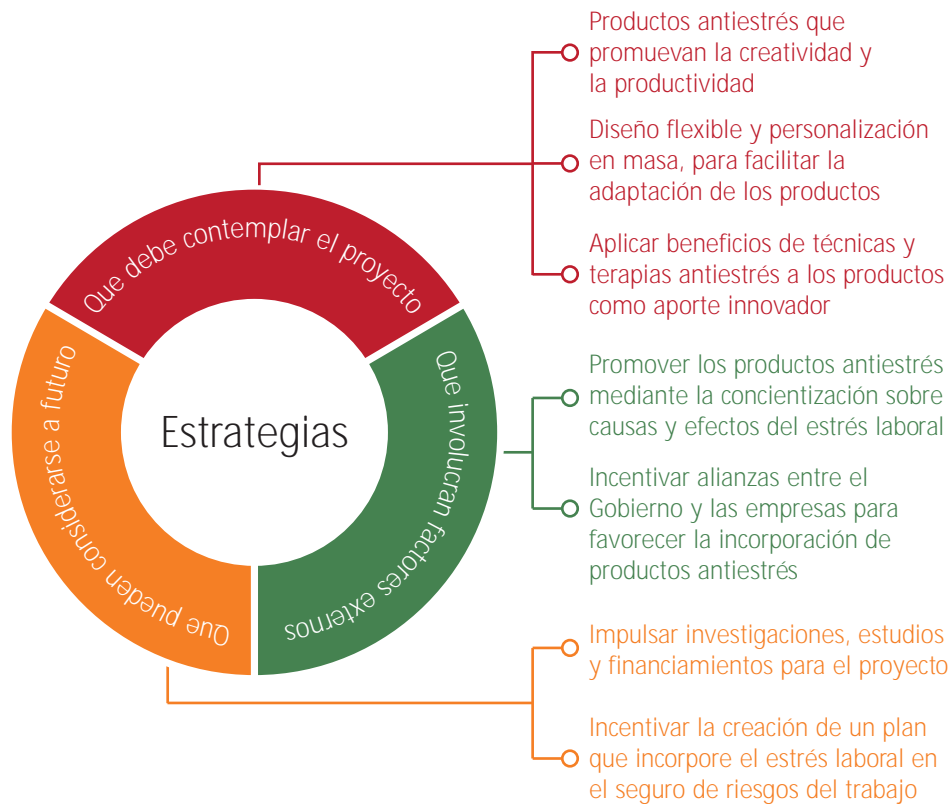 Productos antiestrés que
promuevan la creatividad y
la productividad
Diseño flexible y personalización
en masa, para facilitar la
adaptación de los productos
Aplicar beneficios de técnicas y
terapias antiestrés a los productos
como aporte innovador
Que debe contemplar el proyecto
Que involucran factores externos
Que pueden considerarse a futuro
Estrategias
Promover los productos antiestrés
mediante la concientización sobre
causas y efectos del estrés laboral
Incentivar alianzas entre el
Gobierno y las empresas para
favorecer la incorporación de
productos antiestrés
Impulsar investigaciones, estudios
y financiamientos para el proyecto
Incentivar la creación de un plan
que incorpore el estrés laboral en
el seguro de riesgos del trabajo